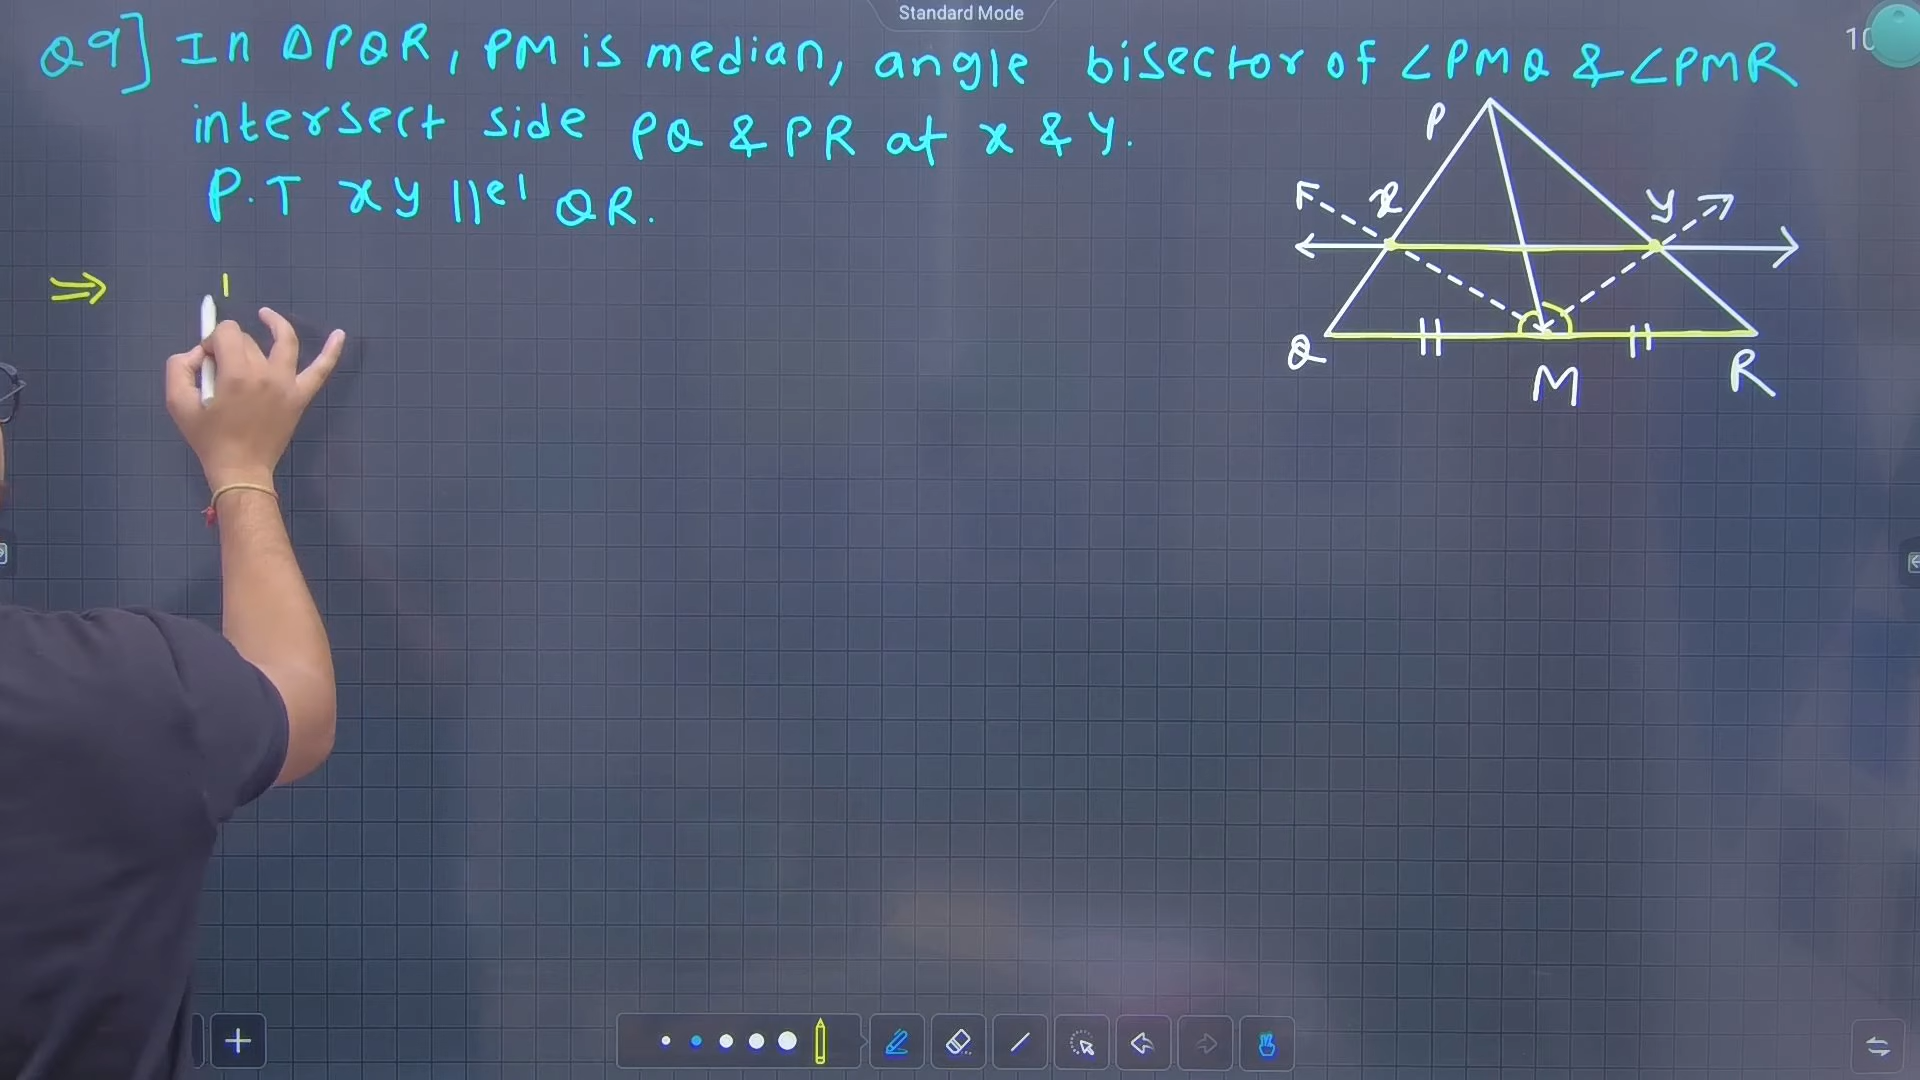 Standard Mode
10
Q9] In ΔPQR, PM is median, angle bisector of ∠PMQ & ∠PMR
intersect side PQ & PR at x & y.
P.T xy ||el QR.
⇒
P
x
y
Q
M
R